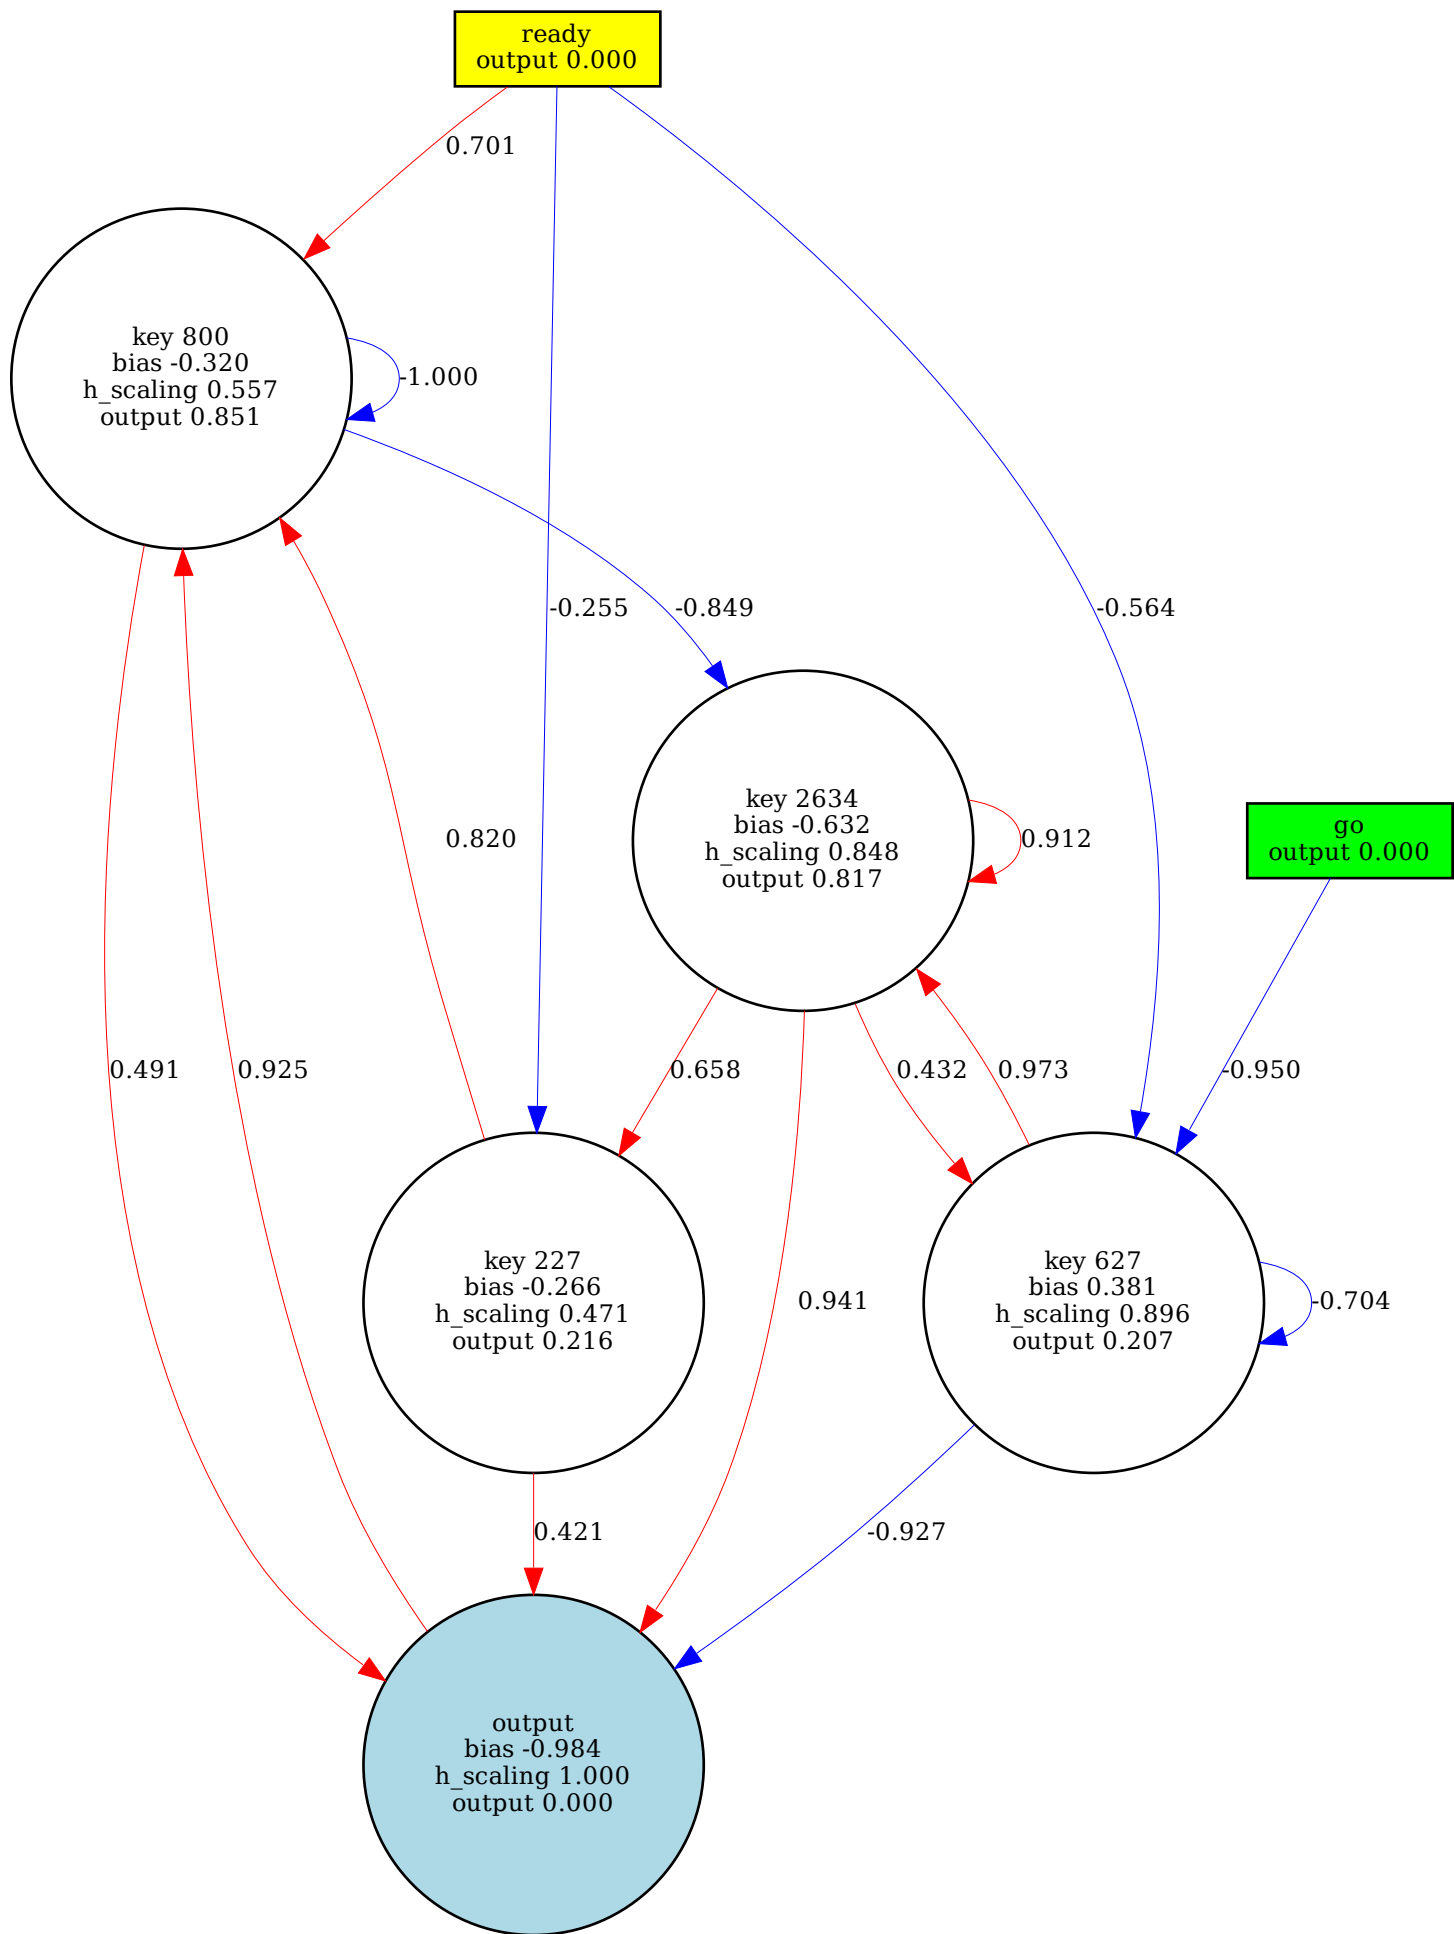 ready
output 0.000
0.701
key 800
bias -0.320
h_scaling 0.557
output 0.851
-1.000
-0.255
-0.849
-0.564
key 2634
bias -0.632
h_scaling 0.848
output 0.817
0.820
0.912
go
output 0.000
0.491
0.925
0.658
0.432
0.973
-0.950
key 227
bias -0.266
h_scaling 0.471
output 0.216
0.941
key 627
bias 0.381
h_scaling 0.896
output 0.207
-0.704
0.421
-0.927
output
bias -0.984
h_scaling 1.000
output 0.000